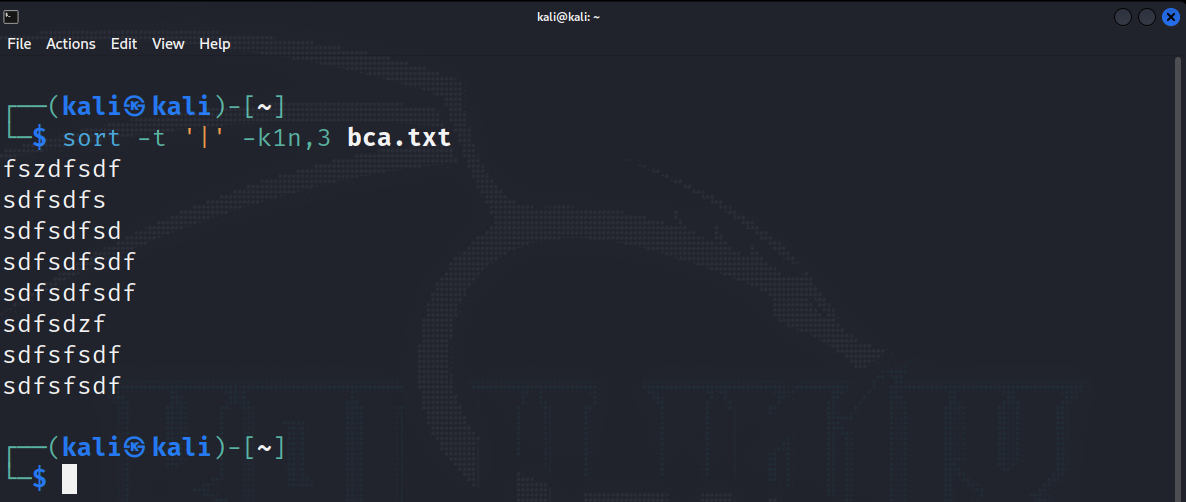 kali@kali: ~
File Actions Edit View Help
┌──(kali㉿kali)-[~]
└─$ sort -t '|' -k1n,3 bca.txt
fszdfsdf
sdfsdfs
sdfsdfsd
sdfsdfsdf
sdfsdfsdf
sdfsdzf
sdfsfsdf
sdfsfsdf
┌──(kali㉿kali)-[~]
└─$